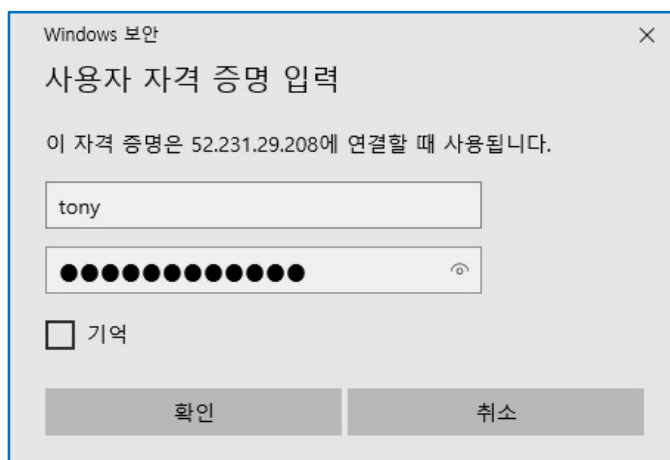 Windows 보안
사용자 자격 증명 입력
이 자격 증명은 52.231.29.208에 연결할 때 사용됩니다.
tony
●●●●●●●●●●●●
기억
확인 취소